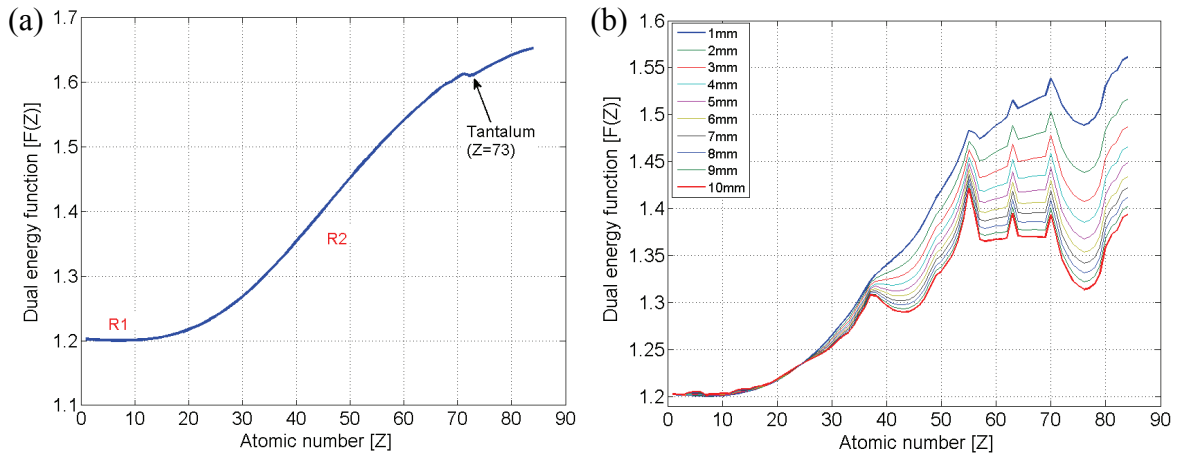 (a)
1.7
1.6
1.5
1.4
1.3
1.2
1.1
Dual energy function [F(Z)]
R1
R2
Tantalum
(Z=73)
0 10 20 30 40 50 60 70 80 90
Atomic number [Z]
(b)
1.6
1.55
1.5
1.45
1.4
1.35
1.3
1.25
1.2
Dual energy function [F(Z)]
1mm
2mm
3mm
4mm
5mm
6mm
7mm
8mm
9mm
10mm
0 10 20 30 40 50 60 70 80 90
Atomic number [Z]